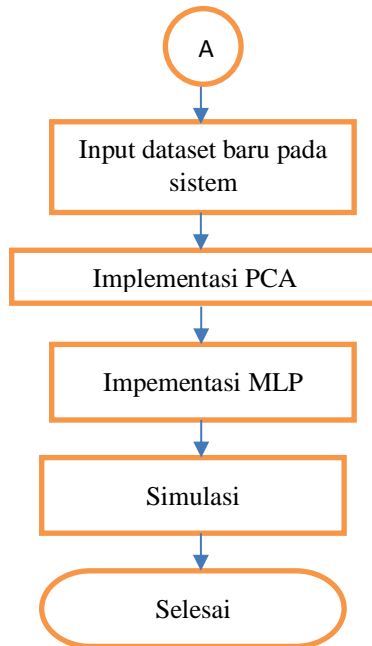 A
Input dataset baru pada
sistem
Implementasi PCA
Impementasi MLP
Simulasi
Selesai